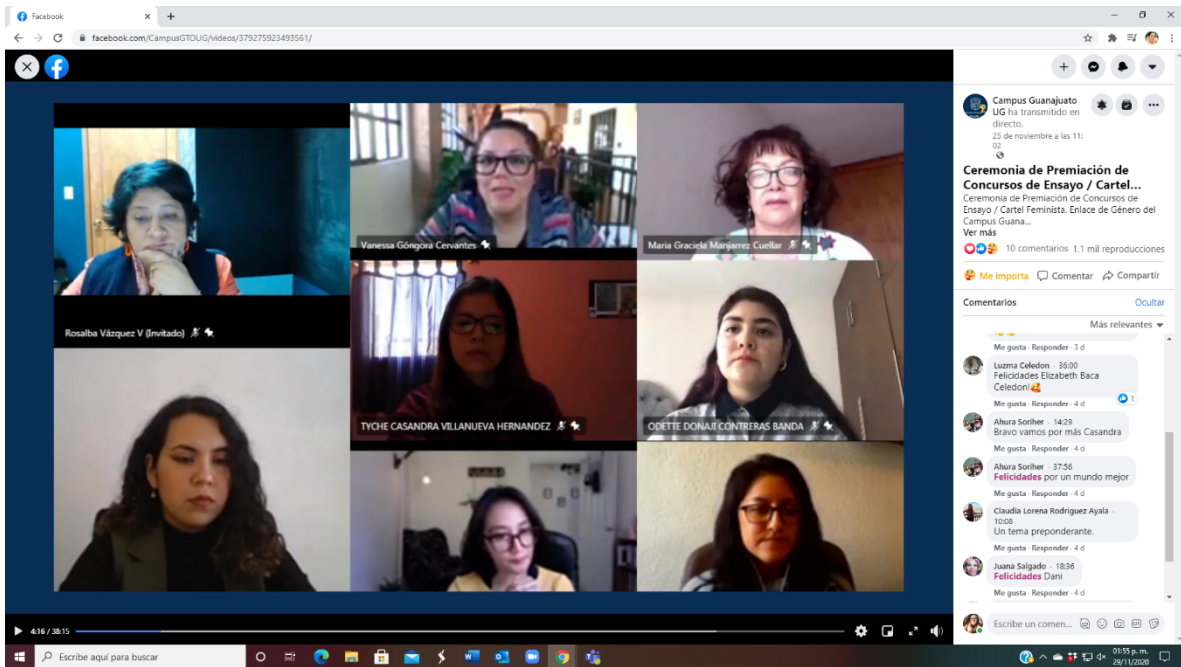 Facebook
facebook.com/CampusGTOUG/videos/379275923493561/
Rosalba Vázquez V (Invitado)
Vanessa Góngora Cervantes
Maria Graciela Manjarrez Cuellar
TYCHE CASANDRA VILLANUEVA HERNANDEZ
ODETTE DONAJI CONTRERAS BANDA
4:16 / 38:15
Campus Guanajuato
UG ha transmitido en
directo.
25 de noviembre a las 11:
02
Ceremonia de Premiación de
Concursos de Ensayo / Cartel...
Ceremonia de Premiación de Concursos de
Ensayo / Cartel Feminista. Enlace de Género del
Campus Guana...
Ver más
10 comentarios 1.1 mil reproducciones
Me importa Comentar Compartir
Comentarios Ocultar
Más relevantes
Me gusta · Responder · 3 d
Luzma Celedon · 36:00
Felicidades Elizabeth Baca
Celedon!
1
Me gusta · Responder · 4 d
Ahura Soriher · 14:29
Bravo vamos por más Casandra
Me gusta · Responder · 4 d
Ahura Soriher · 37:56
Felicidades por un mundo mejor
Me gusta · Responder · 4 d
Claudia Lorena Rodriguez Ayala ·
10:08
Un tema preponderante.
Me gusta · Responder · 4 d
Juana Salgado · 18:36
Felicidades Dani
Me gusta · Responder · 4 d
Escribe un comen...
Escribe aquí para buscar
01:55 p. m.
29/11/2020